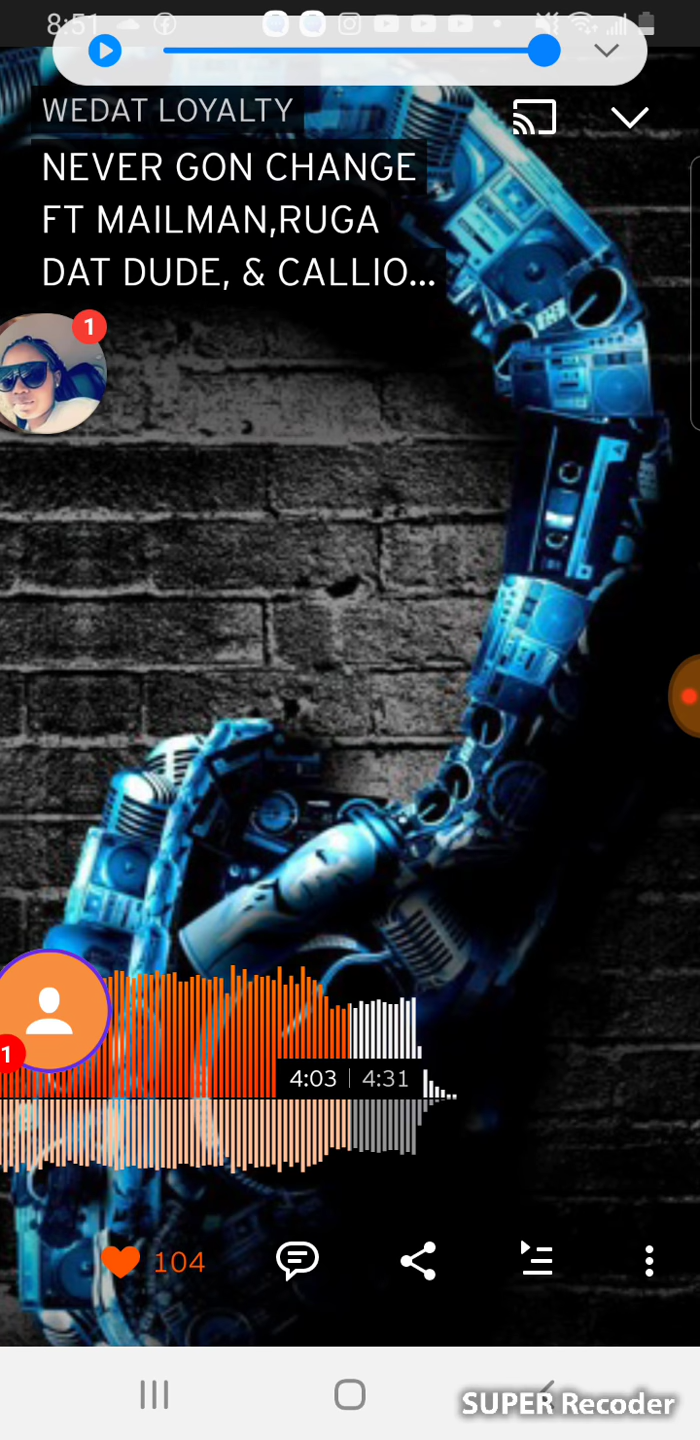 8:51
WEDAT LOYALTY
NEVER GON CHANGE
FT MAILMAN,RUGA
DAT DUDE, & CALLIO...
1
1
4:03 | 4:31
104
SUPER Recoder